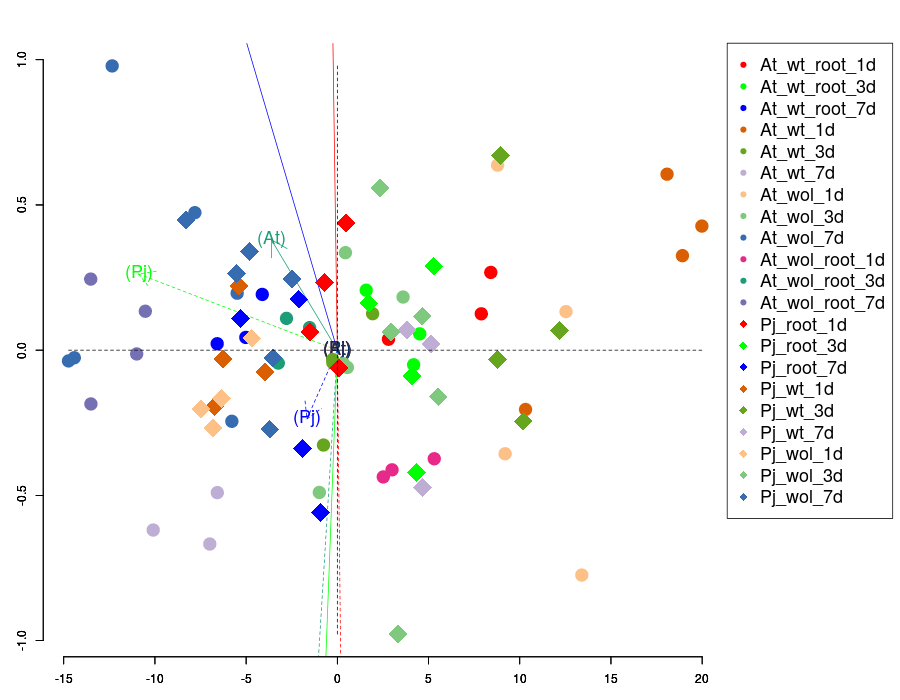 1.0
0.5
0.0
-0.5
-1.0
-15
-10
-5
0
5
10
15
20
(At)
(Pj)
(Pj)
At_wt_root_1d
At_wt_root_3d
At_wt_root_7d
At_wt_1d
At_wt_3d
At_wt_7d
At_wol_1d
At_wol_3d
At_wol_7d
At_wol_root_1d
At_wol_root_3d
At_wol_root_7d
Pj_root_1d
Pj_root_3d
Pj_root_7d
Pj_wt_1d
Pj_wt_3d
Pj_wt_7d
Pj_wol_1d
Pj_wol_3d
Pj_wol_7d